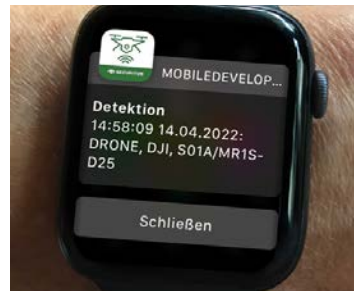 MOBILEDEVELOP...
Detektion
14:58:09 14.04.2022:
DRONE, DJI, S01A/MR1S-
D25
Schließen